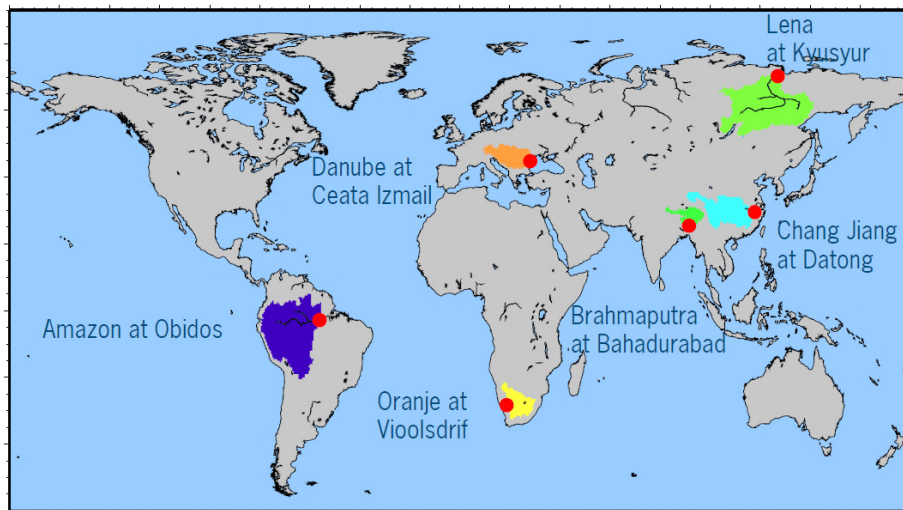 Lena
at Kyusyur
Danube at
Ceata Izmail
Chang Jiang
at Datong
Amazon at Obidos
Brahmaputra
at Bahadurabad
Oranje at
Vioolsdrif